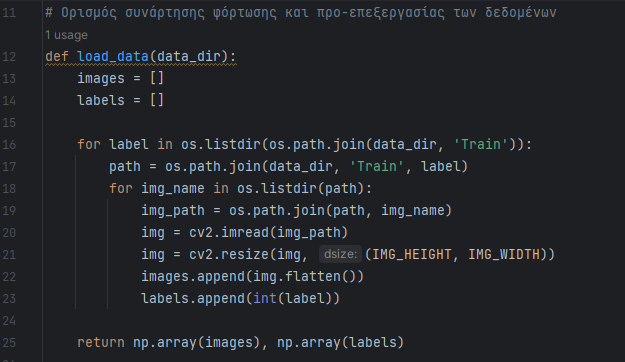 11 # Ορισμός συνάρτησης φόρτωσης και προ-επεξεργασίας των δεδομένων
1 usage
12 def load_data(data_dir):
13     images = []
14     labels = []
15
16     for label in os.listdir(os.path.join(data_dir, 'Train')):
17         path = os.path.join(data_dir, 'Train', label)
18         for img_name in os.listdir(path):
19             img_path = os.path.join(path, img_name)
20             img = cv2.imread(img_path)
21             img = cv2.resize(img, dsize: (IMG_HEIGHT, IMG_WIDTH))
22             images.append(img.flatten())
23             labels.append(int(label))
24
25     return np.array(images), np.array(labels)